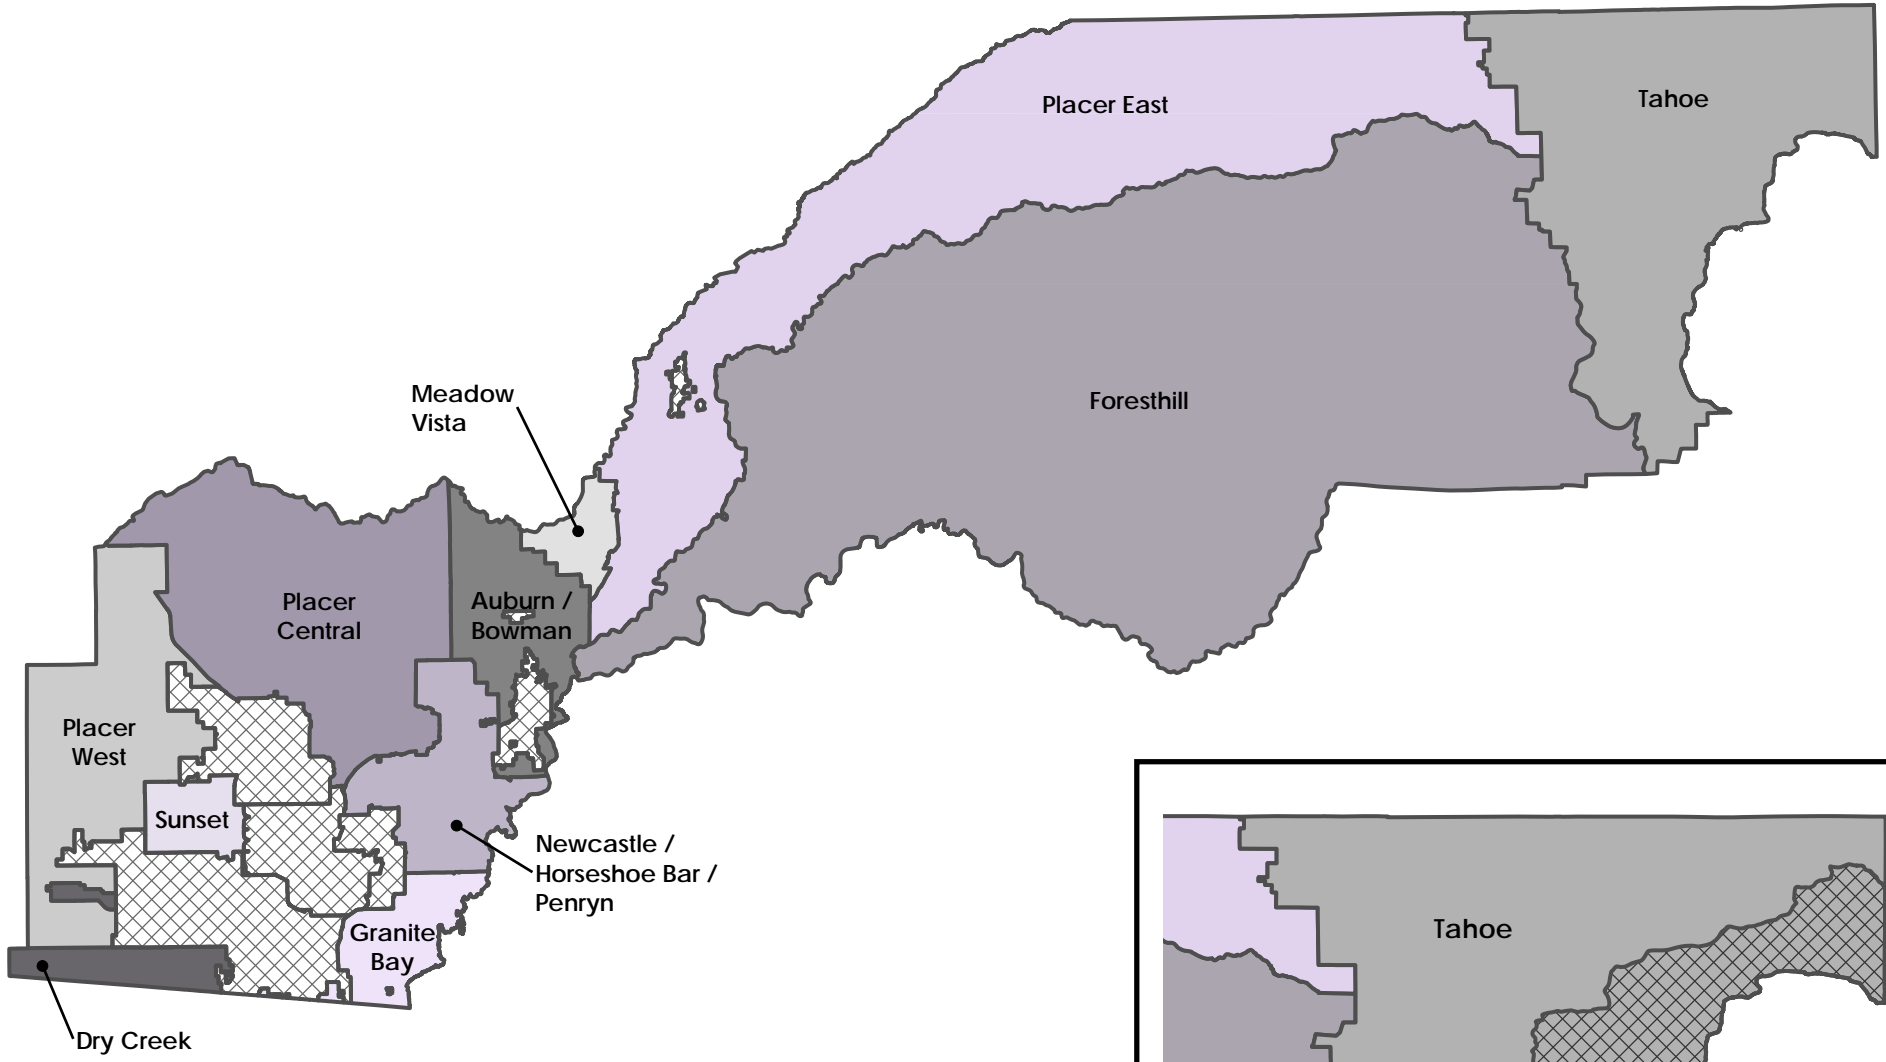 Placer East
Tahoe
Meadow
Vista
Foresthill
Placer
Central
Auburn /
Bowman
Placer
West
Sunset
Newcastle /
Horseshoe Bar /
Penryn
Granite
Bay
Tahoe
Dry Creek